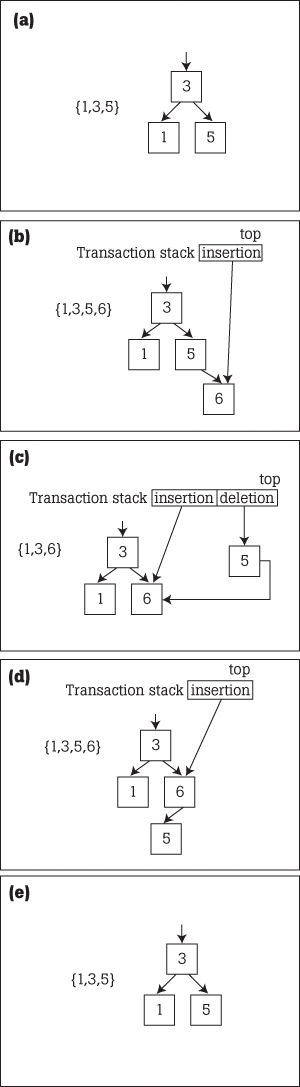 (a)
3
{1,3,5}
1 5
(b)
top
Transaction stack insertion
{1,3,5,6}
3
1 5
6
(c)
top
Transaction stack insertion deletion
{1,3,6}
3
5
1 6
(d)
top
Transaction stack insertion
{1,3,5,6}
3
1 6
5
(e)
3
{1,3,5}
1 5